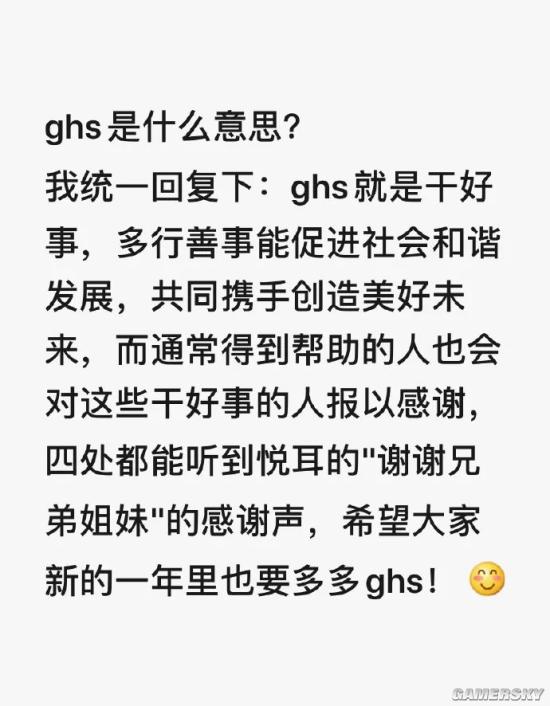 ghs是什么意思？
我统一回复下：ghs就是干好
事，多行善事能促进社会和谐
发展，共同携手创造美好未
来，而通常得到帮助的人也会
对这些干好事的人报以感谢，
四处都能听到悦耳的"谢谢兄
弟姐妹"的感谢声，希望大家
新的一年里也要多多ghs！😊
GAMERSKY